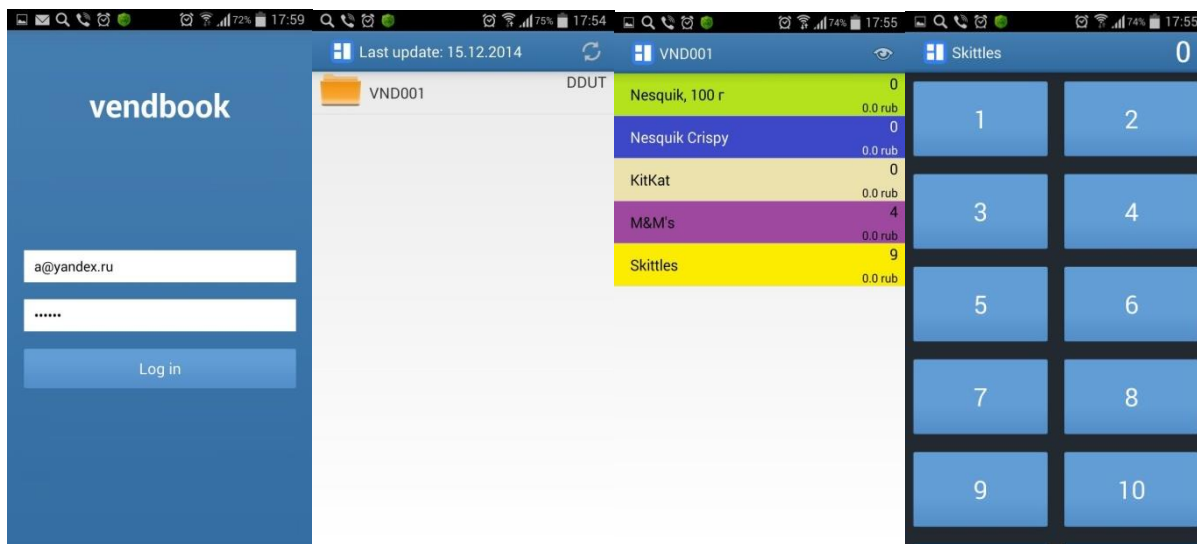 72% 17:59
vendbook
a@yandex.ru
••••••
Log in
75% 17:54
Last update: 15.12.2014
VND001 DDUT
74% 17:55
VND001
Nesquik, 100 г 0
0.0 rub
Nesquik Crispy 0
0.0 rub
KitKat 0
0.0 rub
M&M's 4
0.0 rub
Skittles 9
0.0 rub
74% 17:55
Skittles 0
1 2
3 4
5 6
7 8
9 10